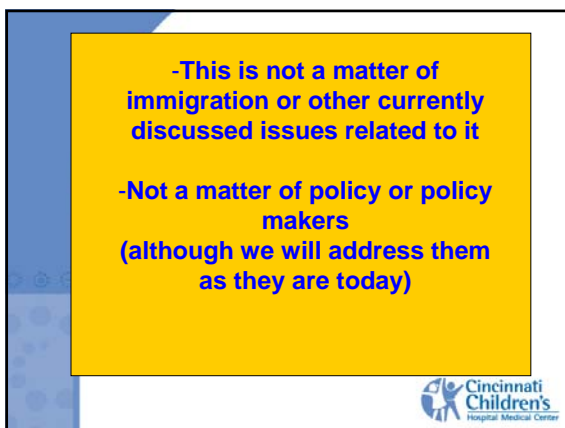 -This is not a matter of
immigration or other currently
discussed issues related to it
-Not a matter of policy or policy
makers
(although we will address them
as they are today)
Cincinnati
Children's
Hospital Medical Center